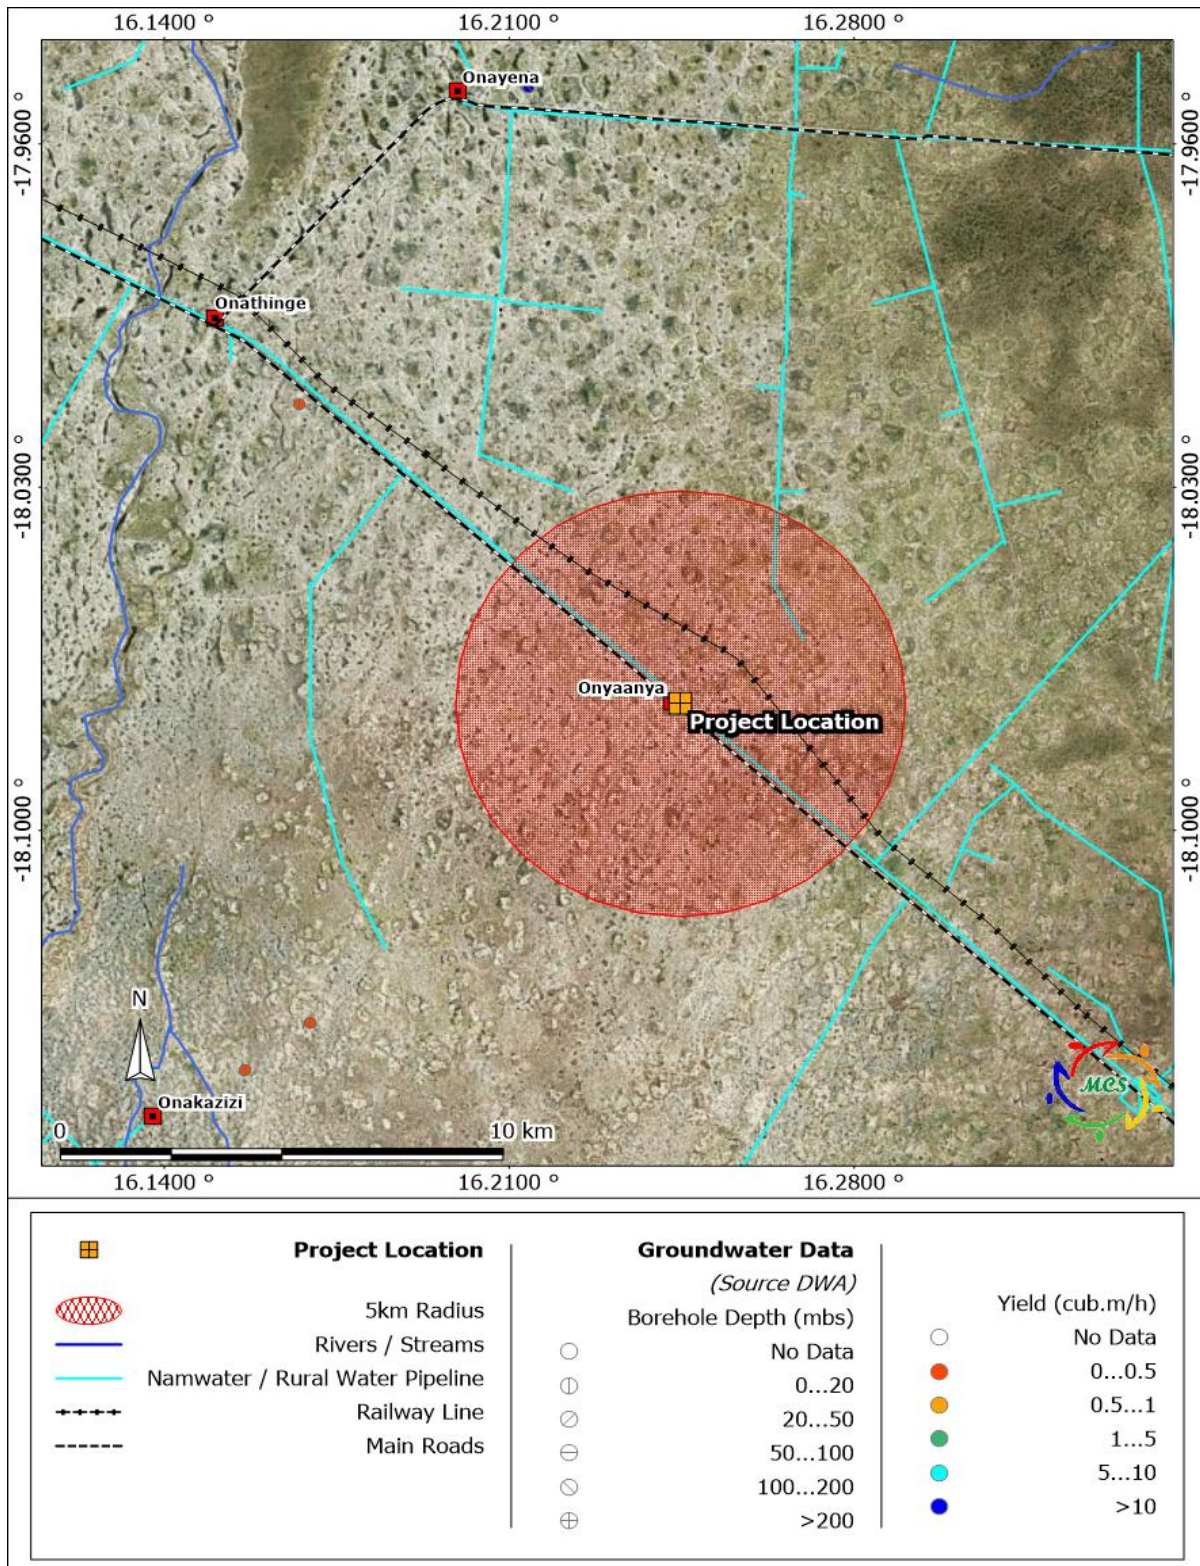 16.1400 °
16.2100 °
16.2800 °
-17.9600 °
-17.9600 °
Onayena
Onathinge
-18.0300 °
-18.0300 °
Onyaanya
Project Location
-18.1000 °
-18.1000 °
N
MCS
Onakazizi
0
10 km
16.1400 °
16.2100 °
16.2800 °
Project Location
5km Radius
Rivers / Streams
Namwater / Rural Water Pipeline
Railway Line
Main Roads
Groundwater Data
(Source DWA)
Borehole Depth (mbs)
No Data
0...20
20...50
50...100
100...200
>200
Yield (cub.m/h)
No Data
0...0.5
0.5...1
1...5
5...10
>10